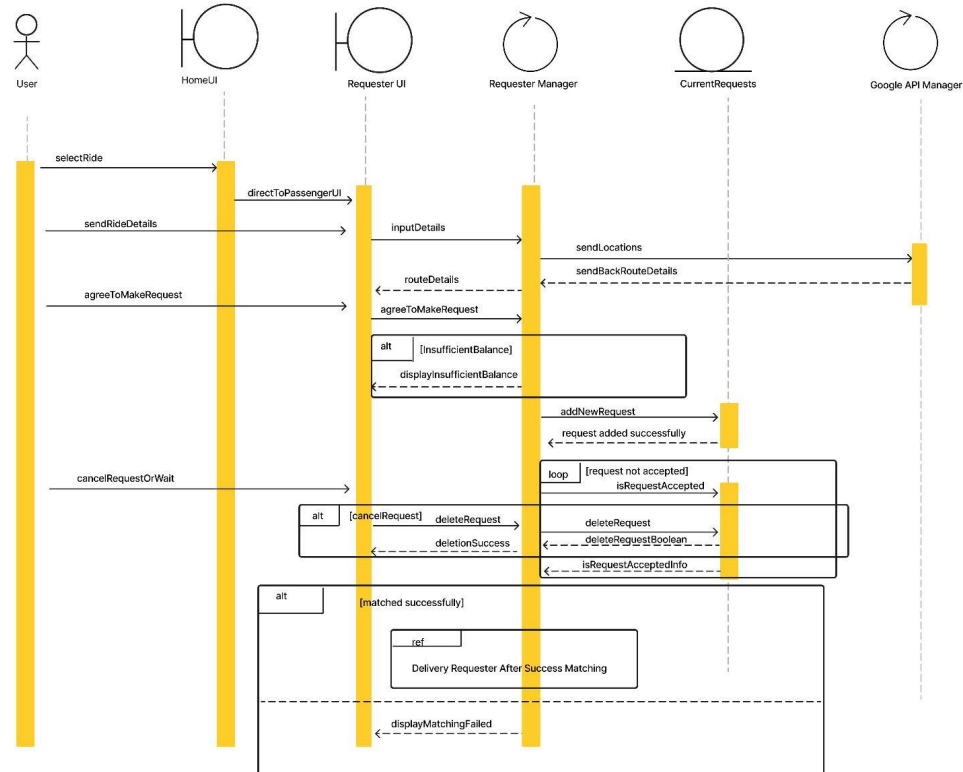 User
HomeUI
Requester UI
Requester Manager
CurrentRequests
Google API Manager
selectRide
directToPassengerUI
sendRideDetails
inputDetails
sendLocations
sendBackRouteDetails
routeDetails
agreeToMakeRequest
agreeToMakeRequest
alt
[InsufficientBalance]
displayInsufficientBalance
addNewRequest
request added successfully
loop
[request not accepted]
cancelRequestOrWait
isRequestAccepted
alt
[cancelRequest]
deleteRequest
deleteRequest
deleteRequestBoolean
deletionSuccess
isRequestAcceptedInfo
alt
[matched successfully]
ref
Delivery Requester After Success Matching
displayMatchingFailed